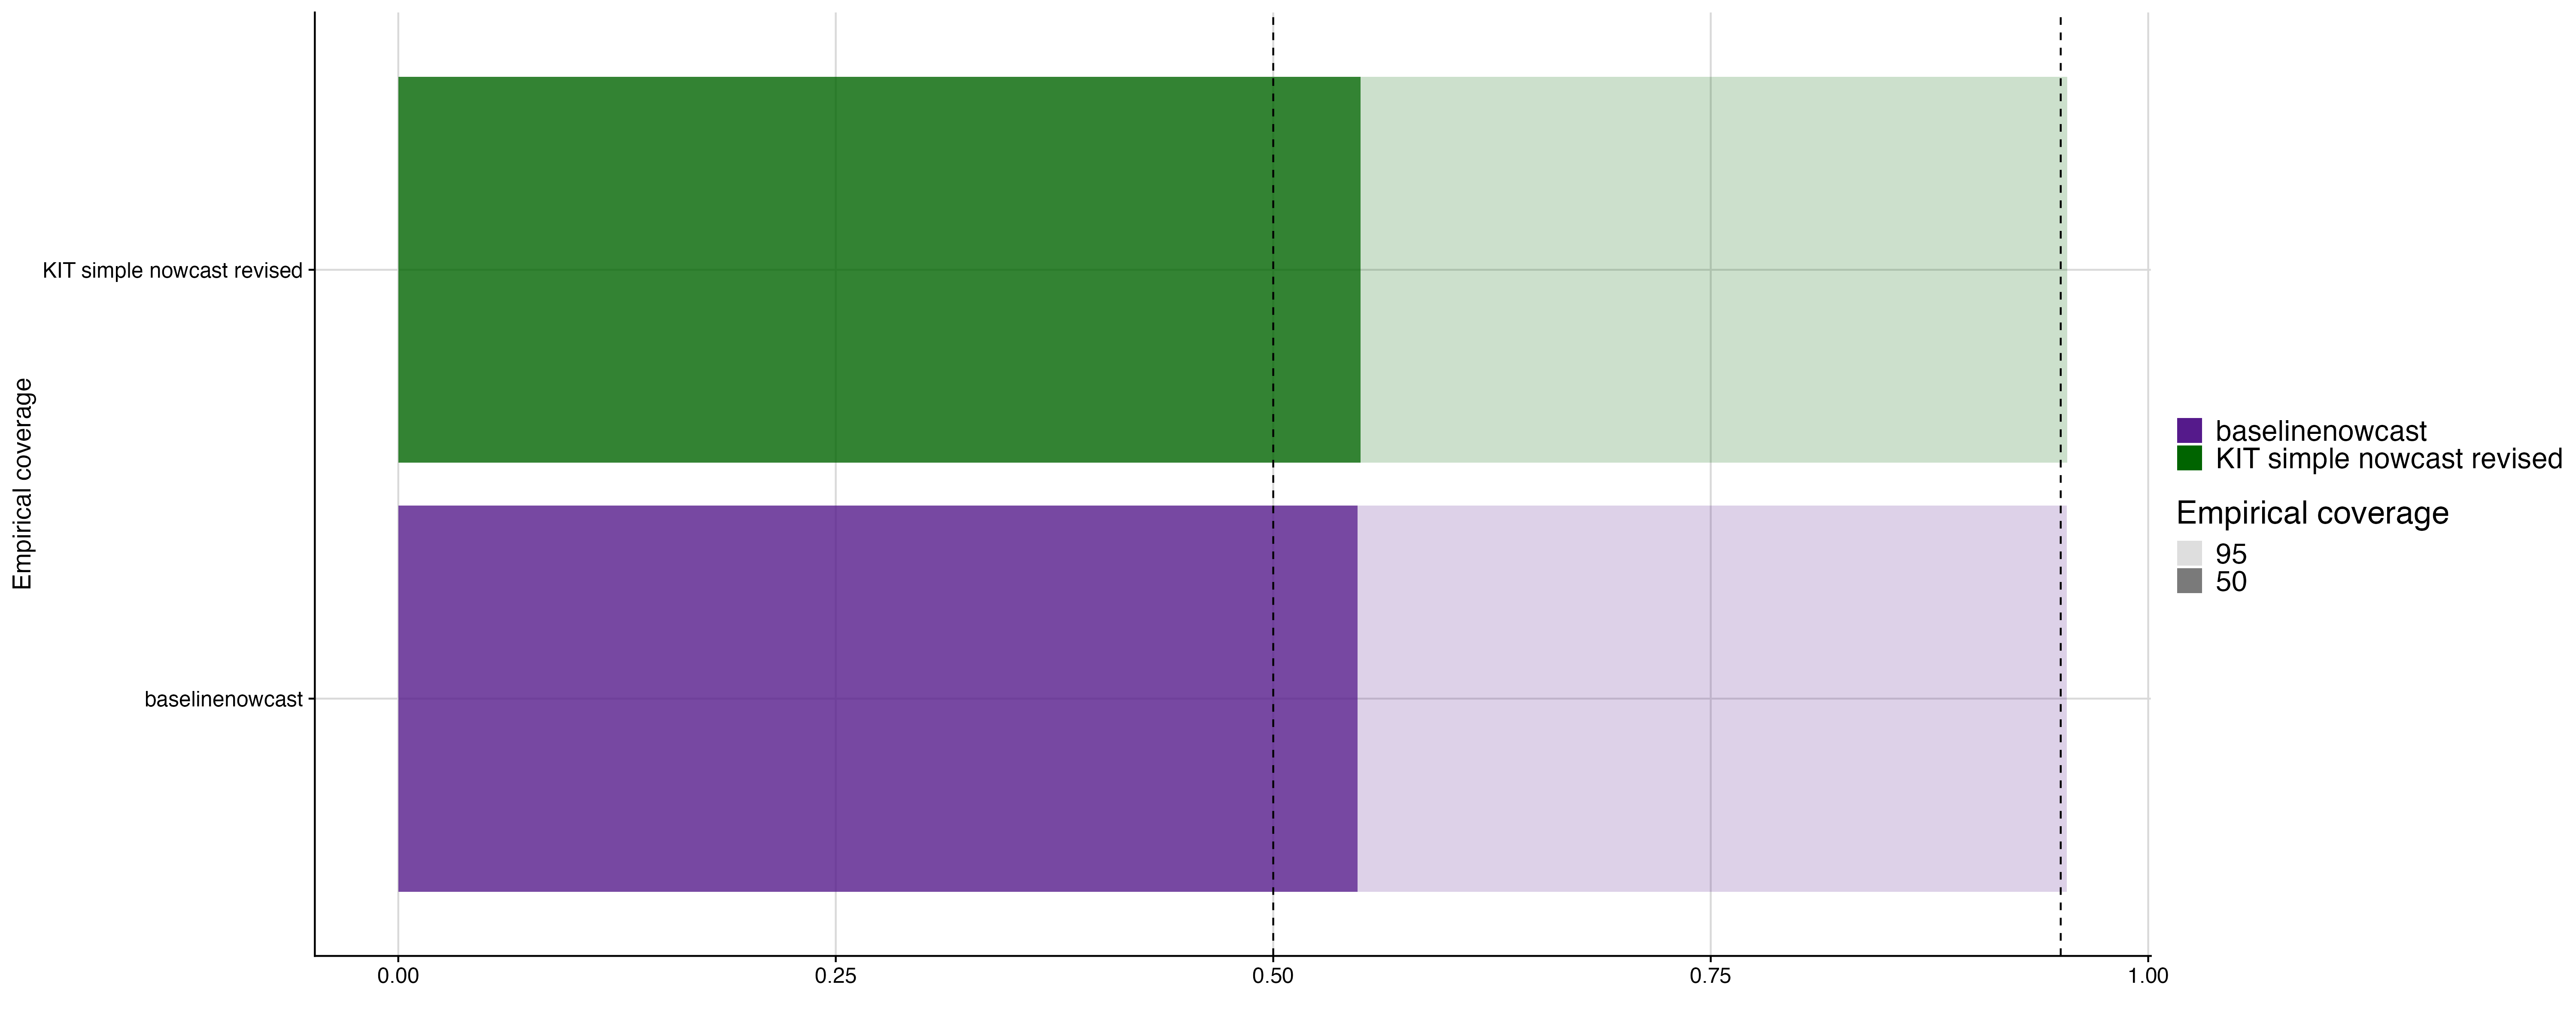 Empirical coverage
KIT simple nowcast revised
baselinenowcast
0.00
0.25
0.50
0.75
1.00
baselinenowcast
KIT simple nowcast revised
Empirical coverage
95
50